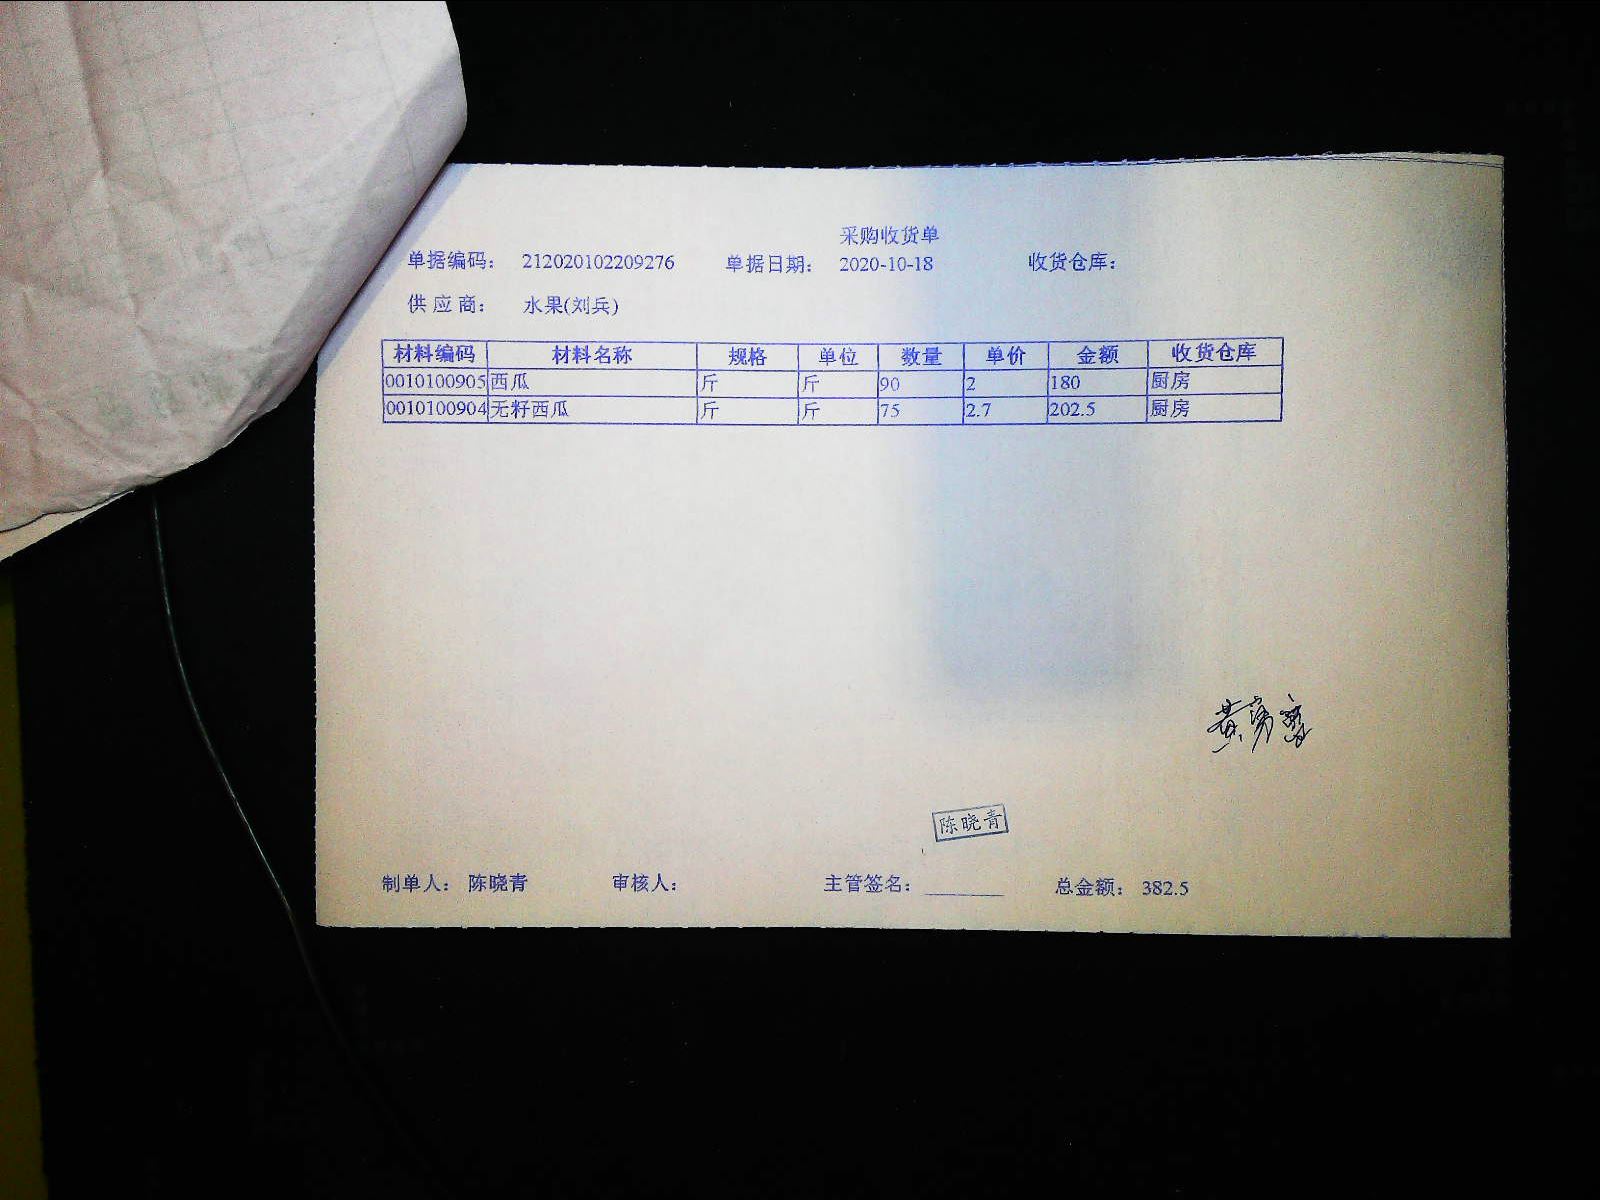 采购收货单
单据编码： 212020102209276 单据日期： 2020-10-18 收货仓库：
供 应 商： 水果(刘兵)
材料编码 材料名称 规格 单位 数量 单价 金额 收货仓库
0010100905 西瓜 斤 斤 90 2 180 厨房
0010100904 无籽西瓜 斤 斤 75 2.7 202.5 厨房
陈晓青
制单人： 陈晓青 审核人： 主管签名： 总金额： 382.5